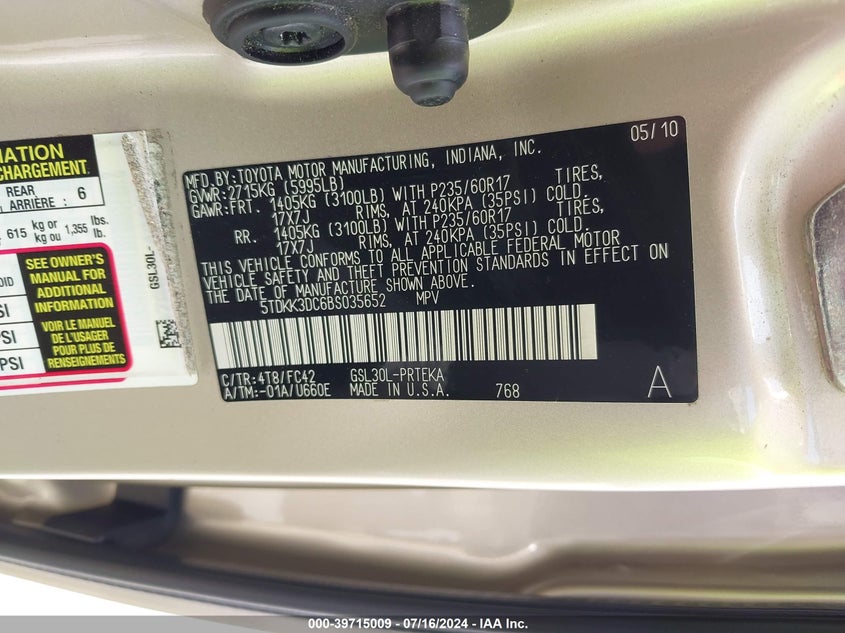 MATION
CHARGEMENT
REAR
ARRIÈRE : 6
615 kg or 1,355 lbs.
kg ou lb.
SEE OWNER'S
MANUAL FOR
ADDITIONAL
INFORMATION
VOIR LE MANUEL
DE L'USAGER
POUR PLUS DE
RENSEIGNEMENTS
OID
SI
PSI
PSI
GSL30L-
05/10
MFD.BY:TOYOTA MOTOR MANUFACTURING, INDIANA, INC.
GVWR:2715KG (5995LB)
GAWR:FRT. 1405KG (3100LB) WITH P235/60R17 TIRES,
17X7J RIMS, AT 240KPA (35PSI) COLD.
RR. 1405KG (3100LB) WITH P235/60R17 TIRES,
17X7J RIMS, AT 240KPA (35PSI) COLD.
THIS VEHICLE CONFORMS TO ALL APPLICABLE FEDERAL MOTOR
VEHICLE SAFETY AND THEFT PREVENTION STANDARDS IN EFFECT ON
THE DATE OF MANUFACTURE SHOWN ABOVE.
5TDKK3DC6BS035652 MPV
C/TR:4T8/FC42 GSL30L-PRTEKA
A/TM:-01A/U660E MADE IN U.S.A. 768 A
000-39715009 - 07/16/2024 - IAA Inc.